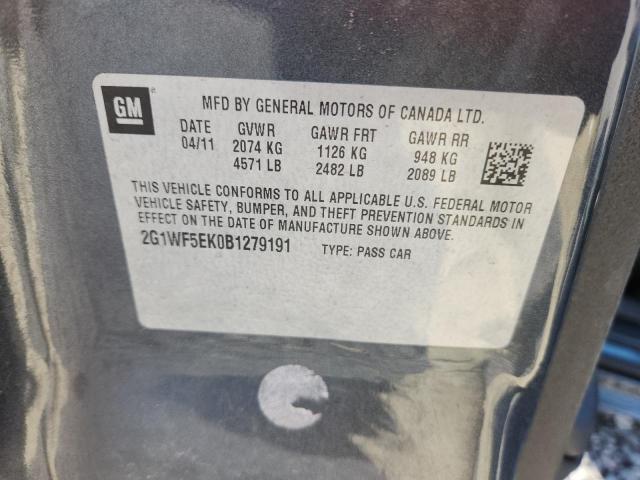 GM
MFD BY GENERAL MOTORS OF CANADA LTD.
DATE GVWR GAWR FRT GAWR RR
04/11 2074 KG 1126 KG 948 KG
4571 LB 2482 LB 2089 LB
THIS VEHICLE CONFORMS TO ALL APPLICABLE U.S. FEDERAL MOTOR
VEHICLE SAFETY, BUMPER, AND THEFT PREVENTION STANDARDS IN
EFFECT ON THE DATE OF MANUFACTURE SHOWN ABOVE.
2G1WF5EK0B1279191 TYPE: PASS CAR